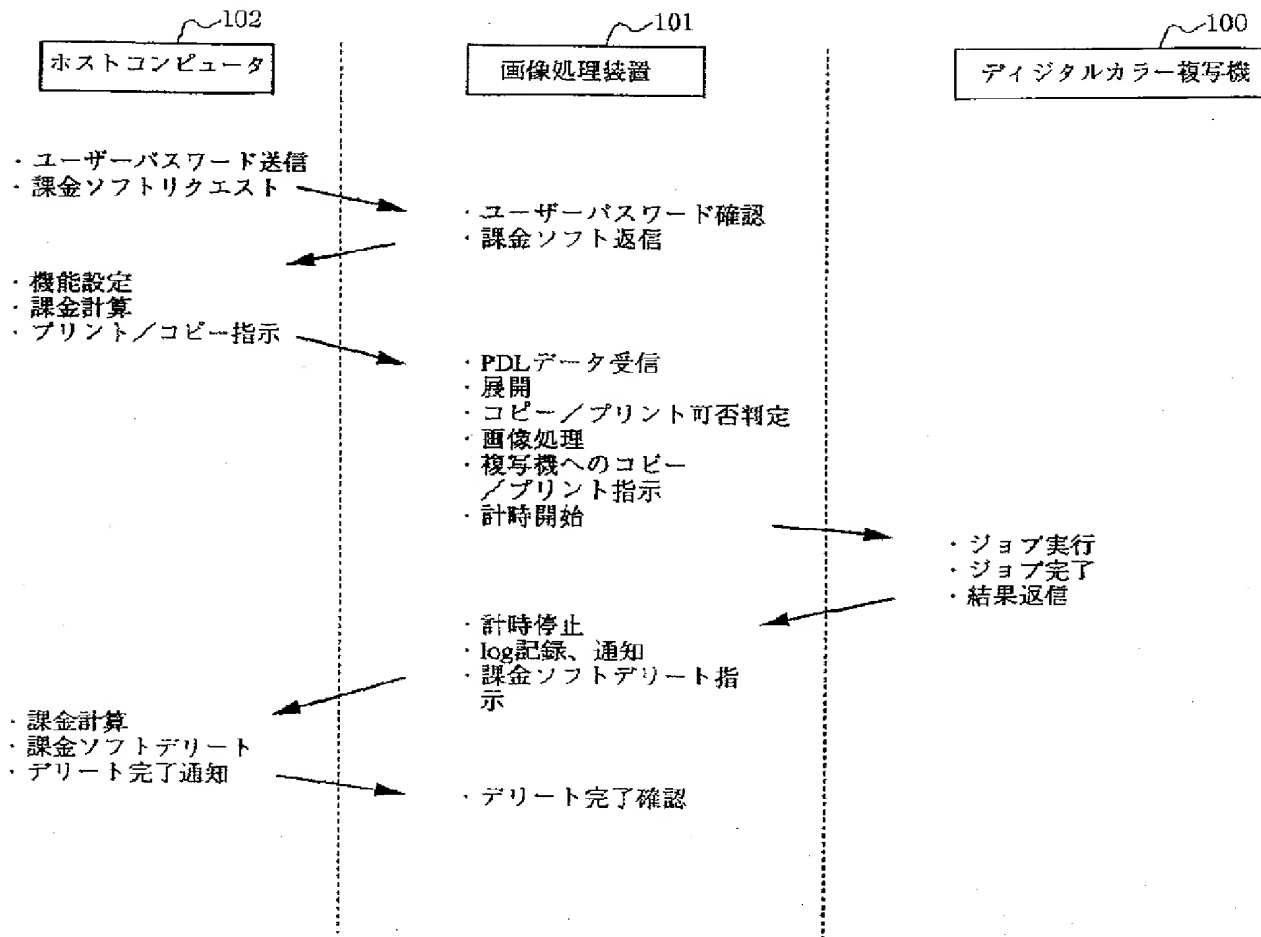 102
ホストコンピュータ
101
画像処理装置
100
ディジタルカラー複写機
・ユーザーパスワード送信
・課金ソフトリクエスト
・ユーザーパスワード確認
・課金ソフト返信
・機能設定
・課金計算
・プリント／コピー指示
・PDLデータ受信
・展開
・コピー／プリント可否判定
・画像処理
・複写機へのコピー
／プリント指示
・計時開始
・ジョブ実行
・ジョブ完了
・結果返信
・計時停止
・log記録、通知
・課金ソフトデリート指
示
・課金計算
・課金ソフトデリート
・デリート完了通知
・デリート完了確認